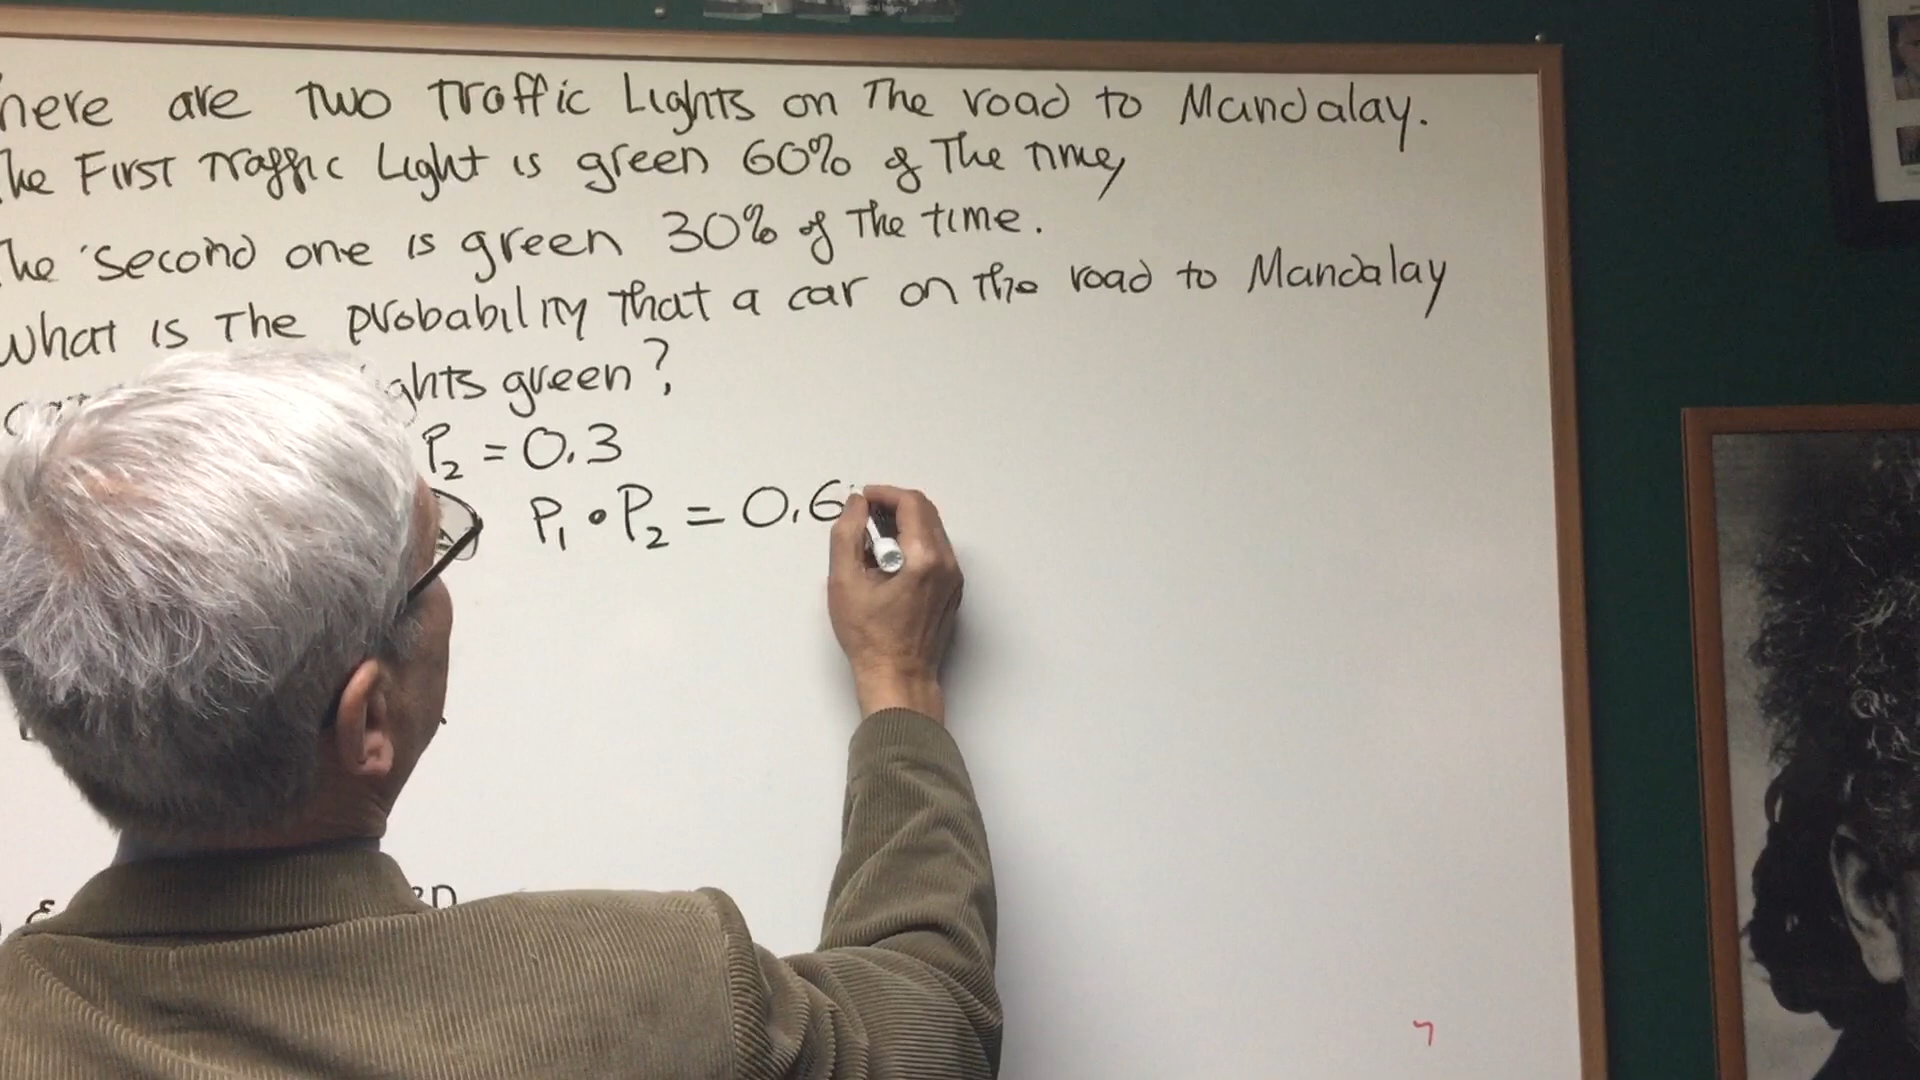 here are two traffic Lights on The road to Mandalay.
The First Traffic Light is green 60% of The time,
The second one is green 30% of The time.
What is The probability that a car on the road to Mandalay
ghts green?
P₂ = 0.3
P₁ • P₂ = 0.6